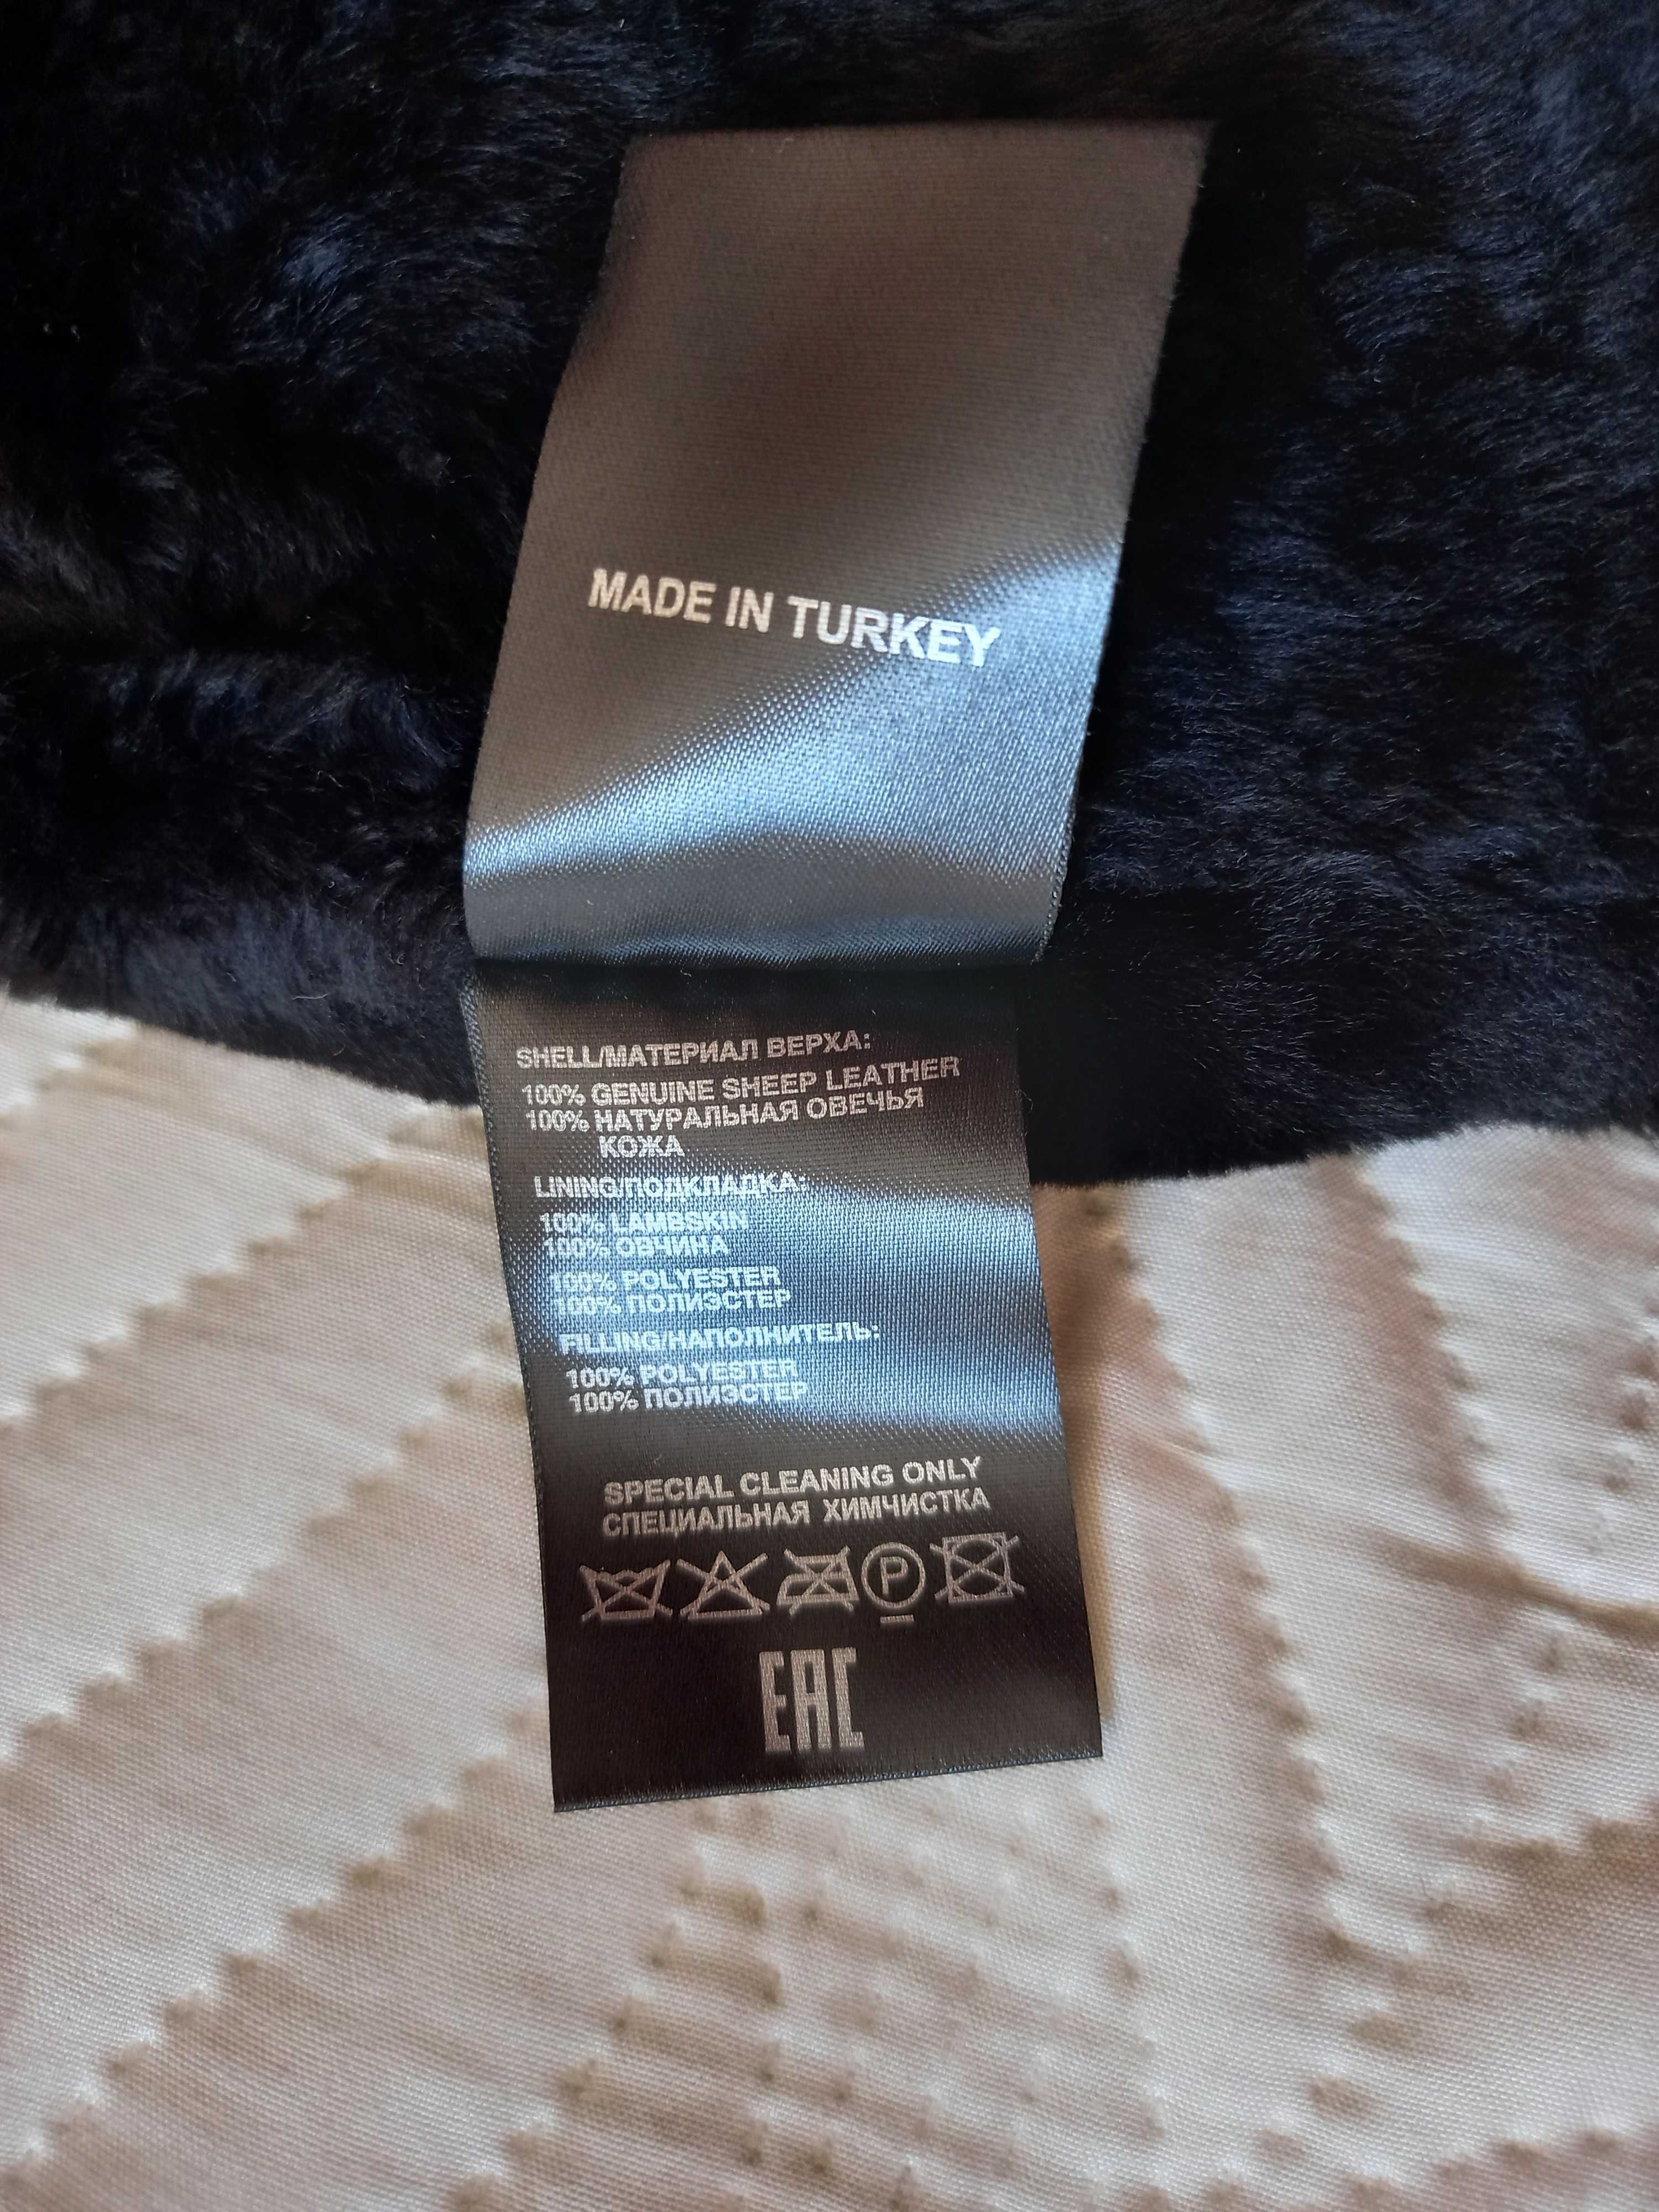 MADE IN TURKEY
SHELL/МАТЕРИАЛ ВЕРХА:
100% GENUINE SHEEP LEATHER
100% НАТУРАЛЬНАЯ ОВЕЧЬЯ
КОЖА
LINING/ПОДКЛАДКА:
100% LAMBSKIN
100% ОВЧИНА
100% POLYESTER
100% ПОЛИЭСТЕР
FILLING/НАПОЛНИТЕЛЬ:
100% POLYESTER
100% ПОЛИЭСТЕР
SPECIAL CLEANING ONLY
СПЕЦИАЛЬНАЯ ХИМЧИСТКА
P
EAC